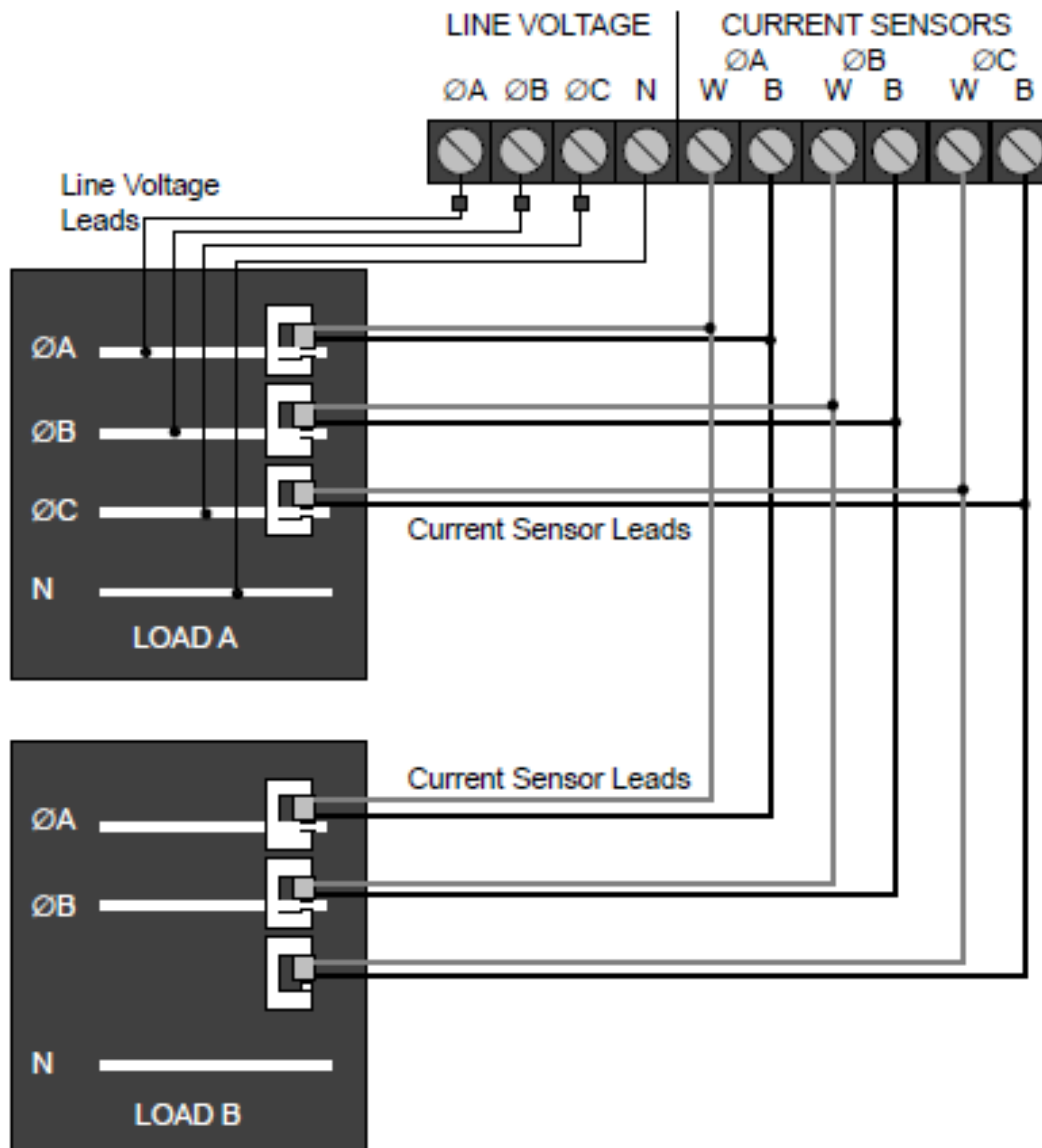 LINE VOLTAGE
CURRENT SENSORS
ØA ØB ØC
ØA ØB ØC N W B W B W B
Line Voltage
Leads
ØA
ØB
ØC
Current Sensor Leads
N
LOAD A
Current Sensor Leads
ØA
ØB
N
LOAD B